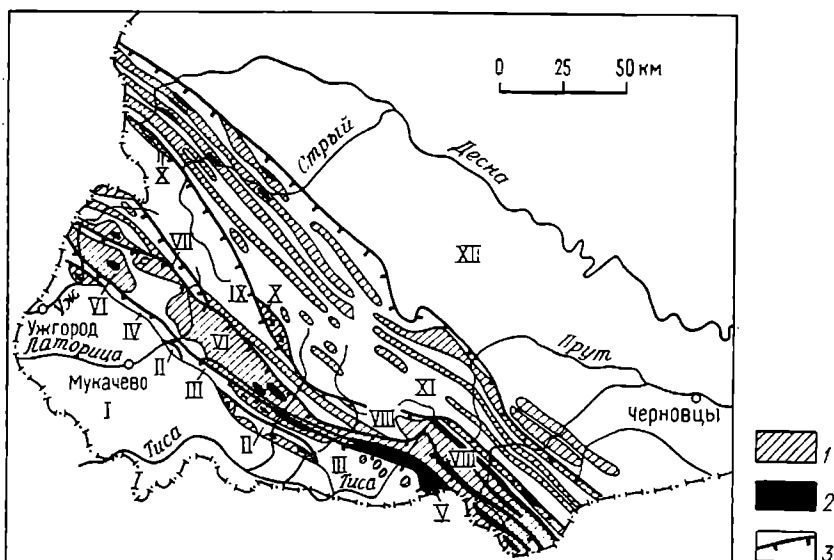 0 25 50 км
Стрый
Десна
X
XII
VII
IX
X
Уж
VI
Ужгород
IV
VI
Латорица
II
Прут
Мукачево
III
XI
Черновцы
I
VIII
1
Тиса
II
III
VIII
Тиса
2
V
3